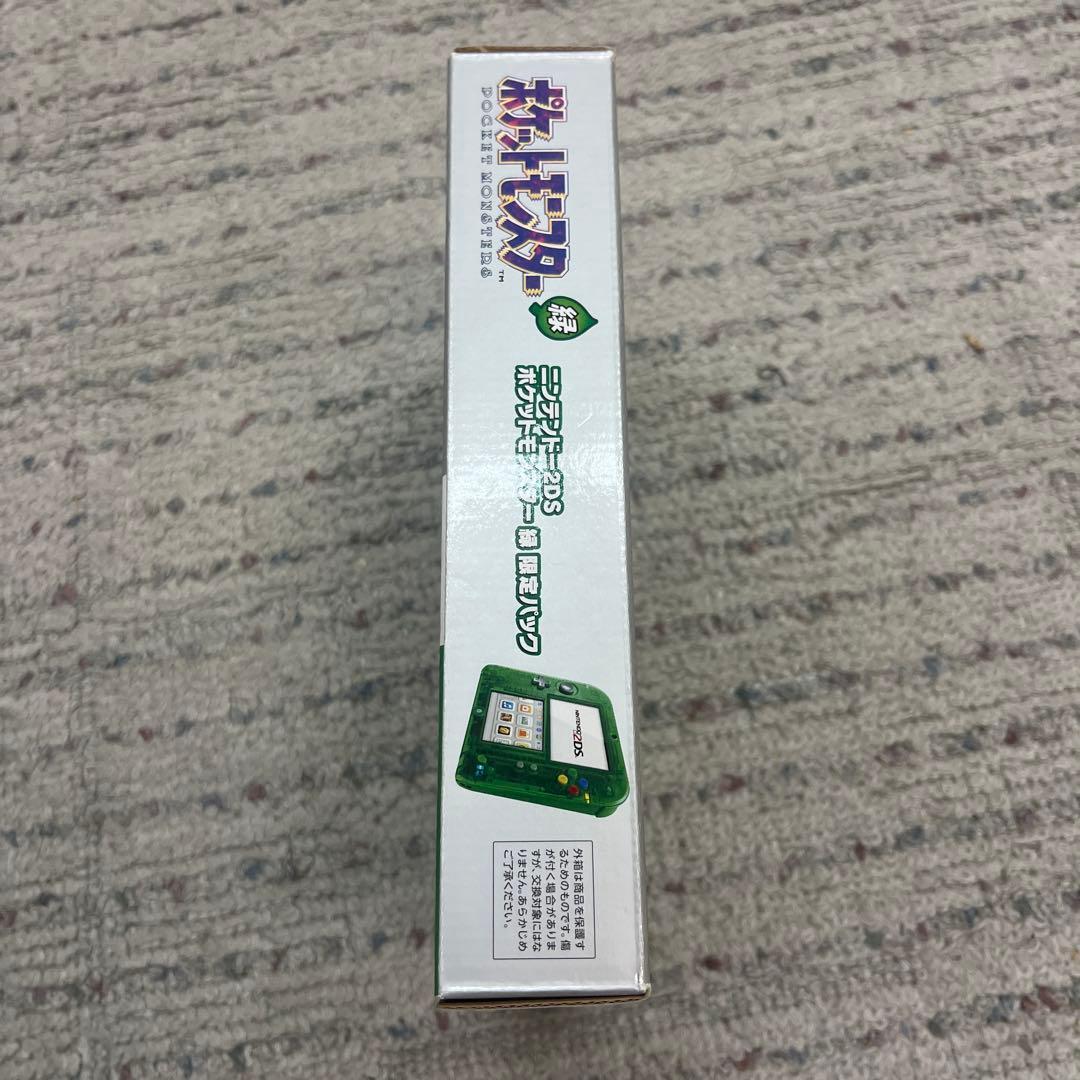 ポケットモンスター
POCKET MONSTERS
TM
緑
ニンテンドー2DS
ポケットモンスター 緑 限定パック
NINTENDO 2DS
外箱は商品を保護す
るためのものです。傷
が付く場合がありま
すが、交換対象にはな
りません。あらかじめ
ご了承ください。